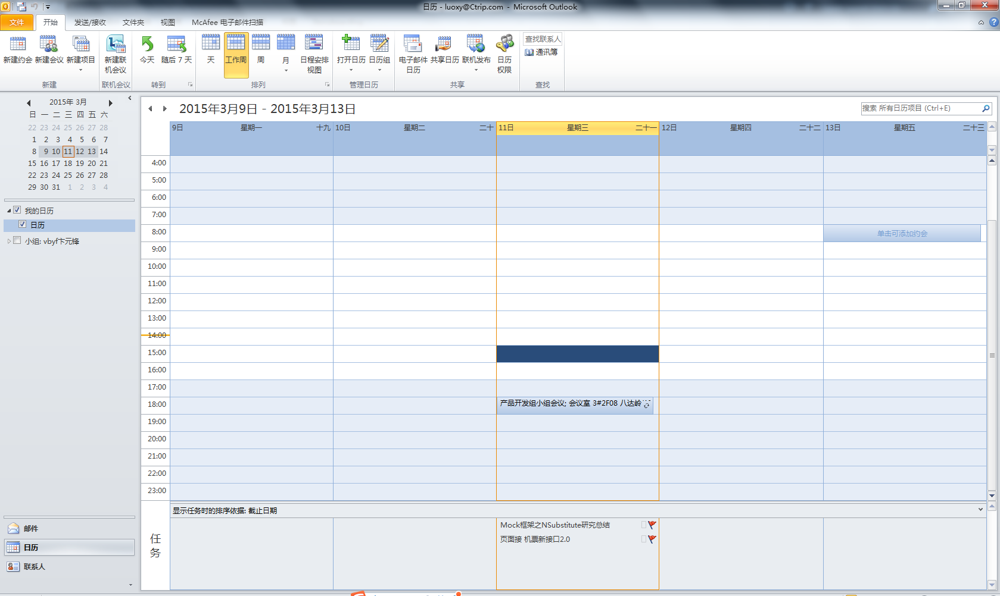 日历 - luoxy@Ctrip.com - Microsoft Outlook
文件 开始 发送/接收 文件夹 视图 McAfee 电子邮件扫描
新建约会 新建会议 新建项目
新建
新建联机会议
联机会议
今天 随后 7 天
转到
天 工作周 周 月 日程安排视图
排列
打开日历 日历组
管理日历
电子邮件日历 共享日历 联机发布 日历权限
共享
查找联系人
通讯簿
查找
2015年 3月
日 一 二 三 四 五 六
22 23 24 25 26 27 28
1 2 3 4 5 6 7
8 9 10 11 12 13 14
15 16 17 18 19 20 21
22 23 24 25 26 27 28
29 30 31 1 2 3 4
我的日历
日历
小组: vbyf卞元锋
邮件
日历
联系人
2015年3月9日 - 2015年3月13日
搜索 所有日历项目 (Ctrl+E)
9日 星期一 十九 10日 星期二 二十 11日 星期三 二十一 12日 星期四 二十二 13日 星期五 二十三
4:00
5:00
6:00
7:00
8:00 单击可添加约会
9:00
10:00
11:00
12:00
13:00
14:00
15:00
16:00
17:00
18:00 产品开发组小组会议; 会议室 3#2F08 八达岭
19:00
20:00
21:00
22:00
23:00
显示任务时的排序依据: 截止日期
任务
Mock框架之NSubstitute研究总结
页面接 机票新接口2.0